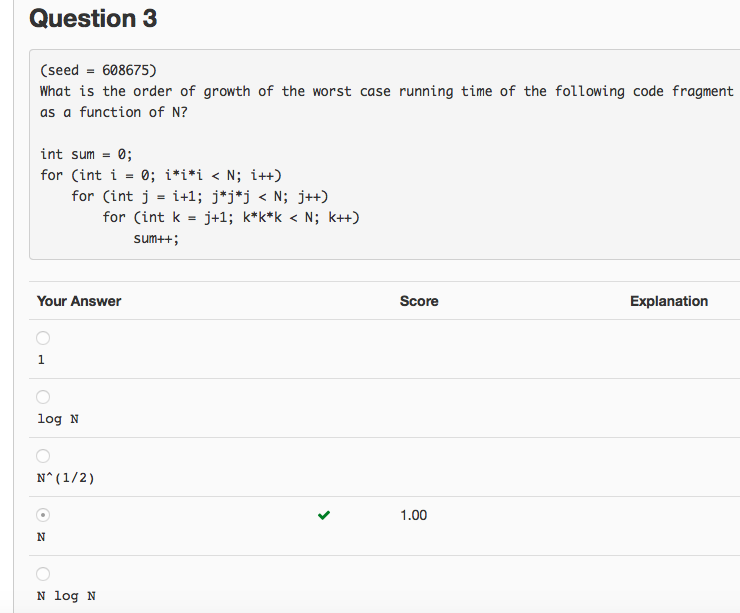 Question 3
(seed = 608675)
What is the order of growth of the worst case running time of the following code fragment
as a function of N?
int sum = 0;
for (int i = 0; i*i*i < N; i++)
    for (int j = i+1; j*j*j < N; j++)
        for (int k = j+1; k*k*k < N; k++)
            sum++;
Your Answer Score Explanation
1
log N
N^(1/2)
1.00
N
N log N